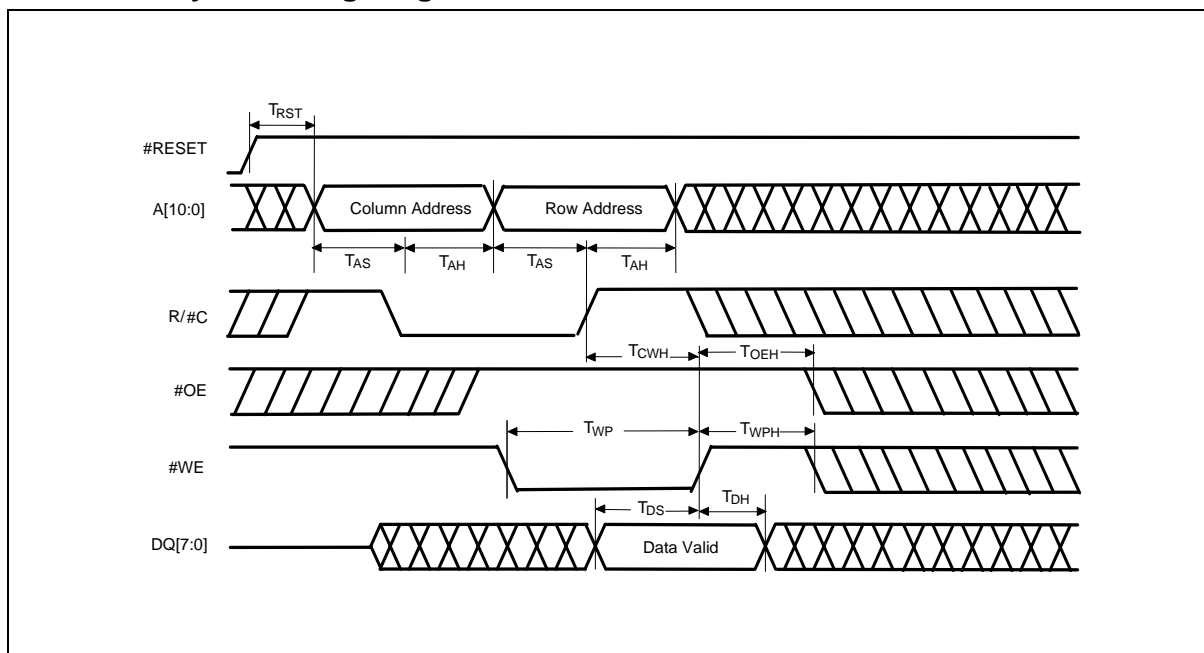 TRST
#RESET
A[10:0]
Column Address
Row Address
TAS
TAH
TAS
TAH
R/#C
TCWH
TOEH
#OE
TWP
TWPH
#WE
TDS
TDH
DQ[7:0]
Data Valid